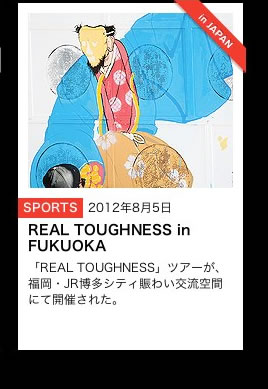 in JAPAN
SPORTS 2012年8月5日
REAL TOUGHNESS in
FUKUOKA
「REAL TOUGHNESS」ツアーが、
福岡・JR博多シティ賑わい交流空間
にて開催された。